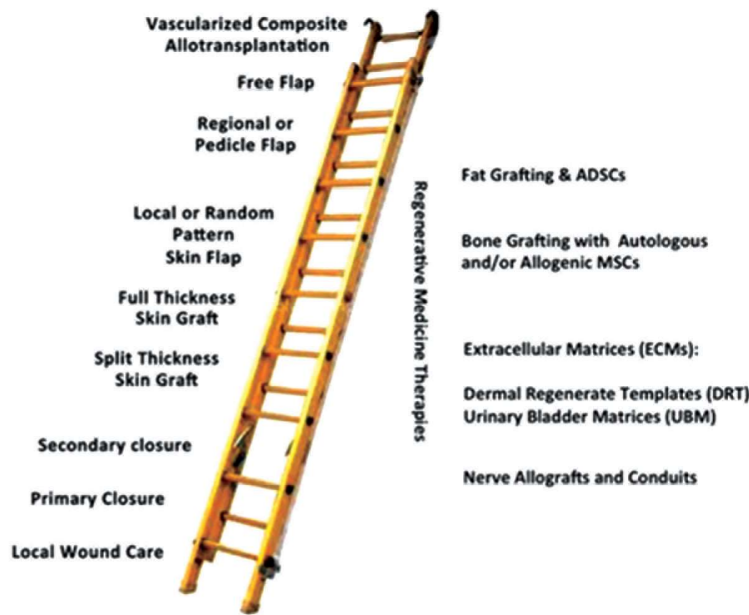 Vascularized Composite
Allotransplantation
Free Flap
Regional or
Pedicle Flap
Local or Random
Pattern
Skin Flap
Full Thickness
Skin Graft
Split Thickness
Skin Graft
Secondary closure
Primary Closure
Local Wound Care
Regenerative Medicine Therapies
Fat Grafting & ADSCs
Bone Grafting with Autologous
and/or Allogenic MSCs
Extracellular Matrices (ECMs):
Dermal Regenerate Templates (DRT)
Urinary Bladder Matrices (UBM)
Nerve Allografts and Conduits